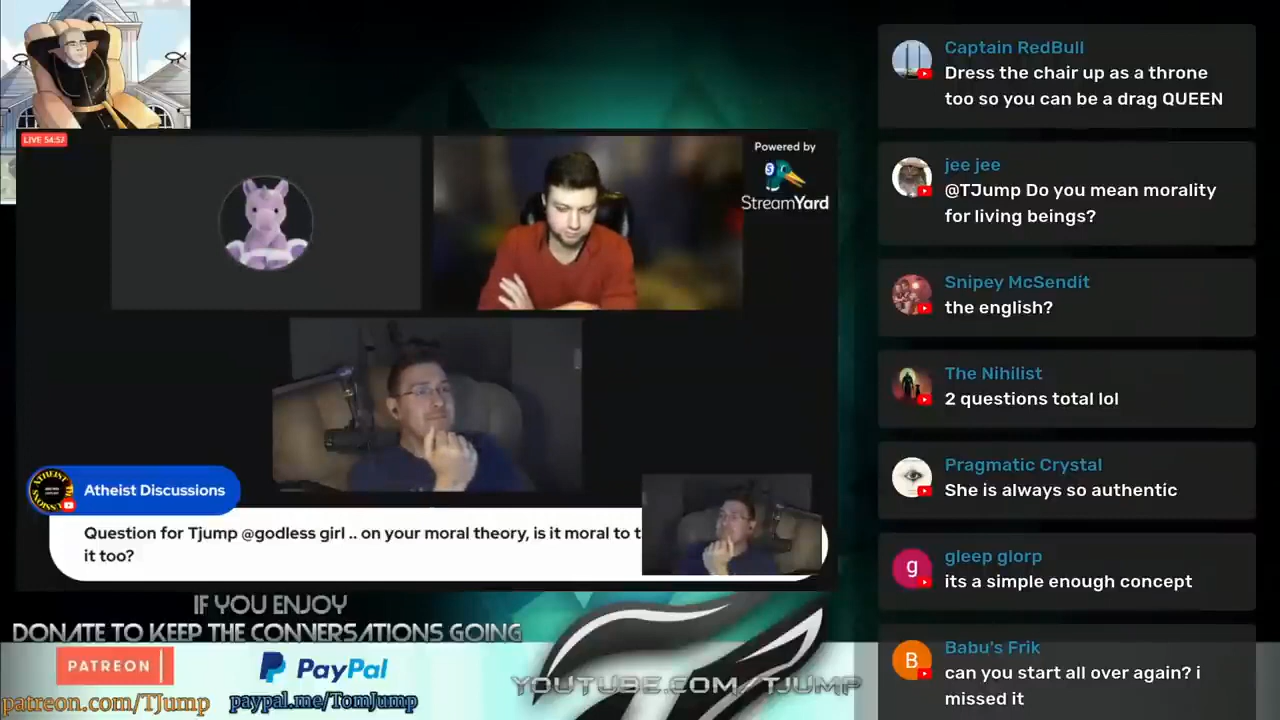 LIVE 54:57
Powered by
StreamYard
Atheist Discussions
Question for Tjump @godless girl .. on your moral theory, is it moral to t
it too?
IF YOU ENJOY
DONATE TO KEEP THE CONVERSATIONS GOING
PATREON
PayPal
patreon.com/TJump
paypal.me/TomJump
YOUTUBE.COM/TJUMP
Captain RedBull
Dress the chair up as a throne
too so you can be a drag QUEEN
jee jee
@TJump Do you mean morality
for living beings?
Snipey McSendit
the english?
The Nihilist
2 questions total lol
Pragmatic Crystal
She is always so authentic
g
gleep glorp
its a simple enough concept
B
Babu's Frik
can you start all over again? i
missed it